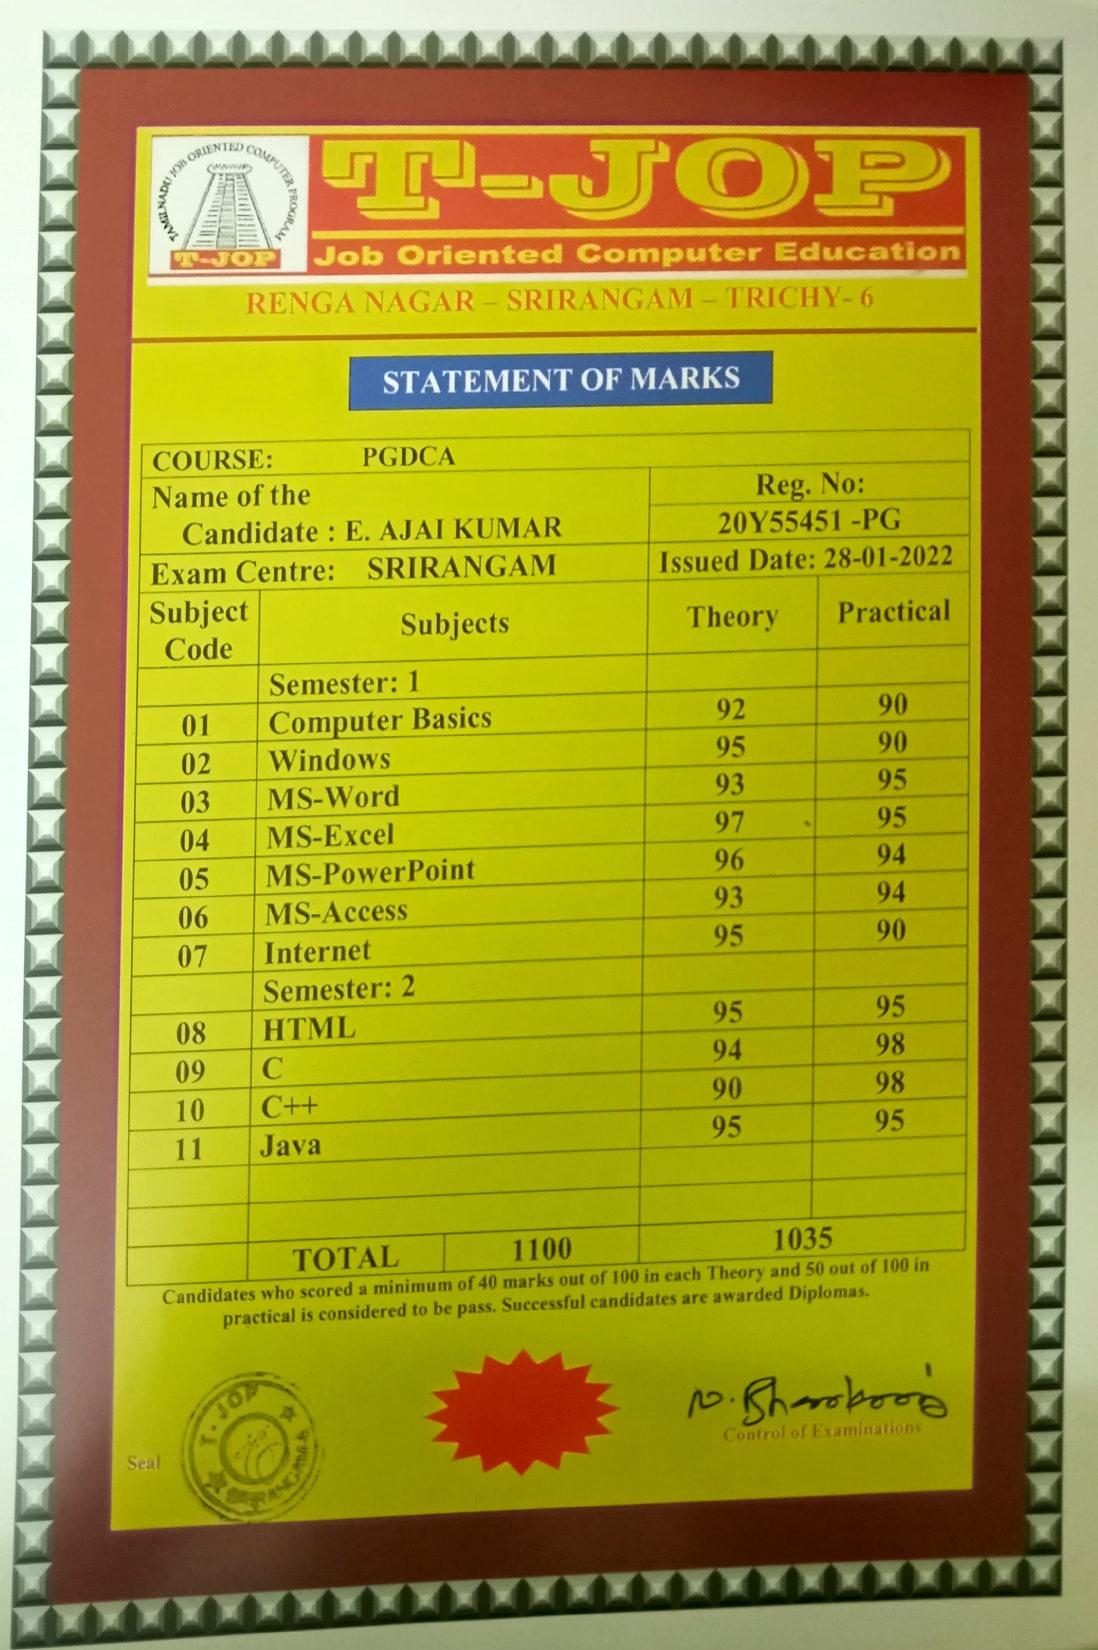 TAMILNADU JOB ORIENTED COMPUTER PROGRAM
T-JOP
T-JOP
Job Oriented Computer Education
RENGA NAGAR – SRIRANGAM – TRICHY- 6
STATEMENT OF MARKS
COURSE: PGDCA
Name of the
Candidate : E. AJAI KUMAR
Reg. No:
20Y55451 -PG
Exam Centre: SRIRANGAM Issued Date: 28-01-2022
Subject Code Subjects Theory Practical
Semester: 1
01 Computer Basics 92 90
02 Windows 95 90
03 MS-Word 93 95
04 MS-Excel 97 95
05 MS-PowerPoint 96 94
06 MS-Access 93 94
07 Internet 95 90
Semester: 2
08 HTML 95 95
09 C 94 98
10 C++ 90 98
11 Java 95 95
TOTAL 1100 1035
Candidates who scored a minimum of 40 marks out of 100 in each Theory and 50 out of 100 in
practical is considered to be pass. Successful candidates are awarded Diplomas.
Seal
T-JOP
SRIRANGAM
Control of Examinations